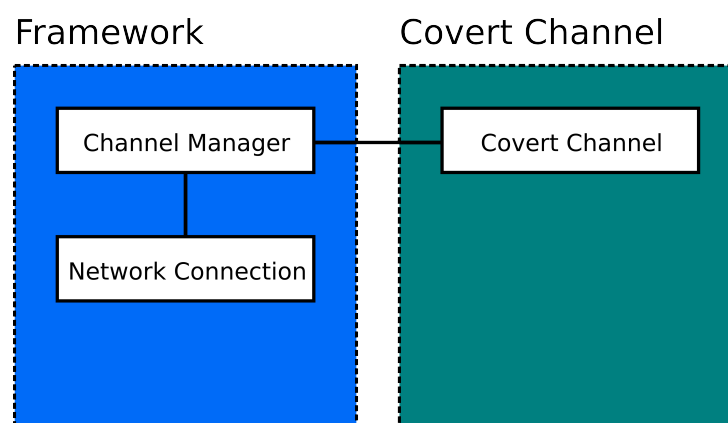 Framework
Covert Channel
Channel Manager
Covert Channel
Network Connection